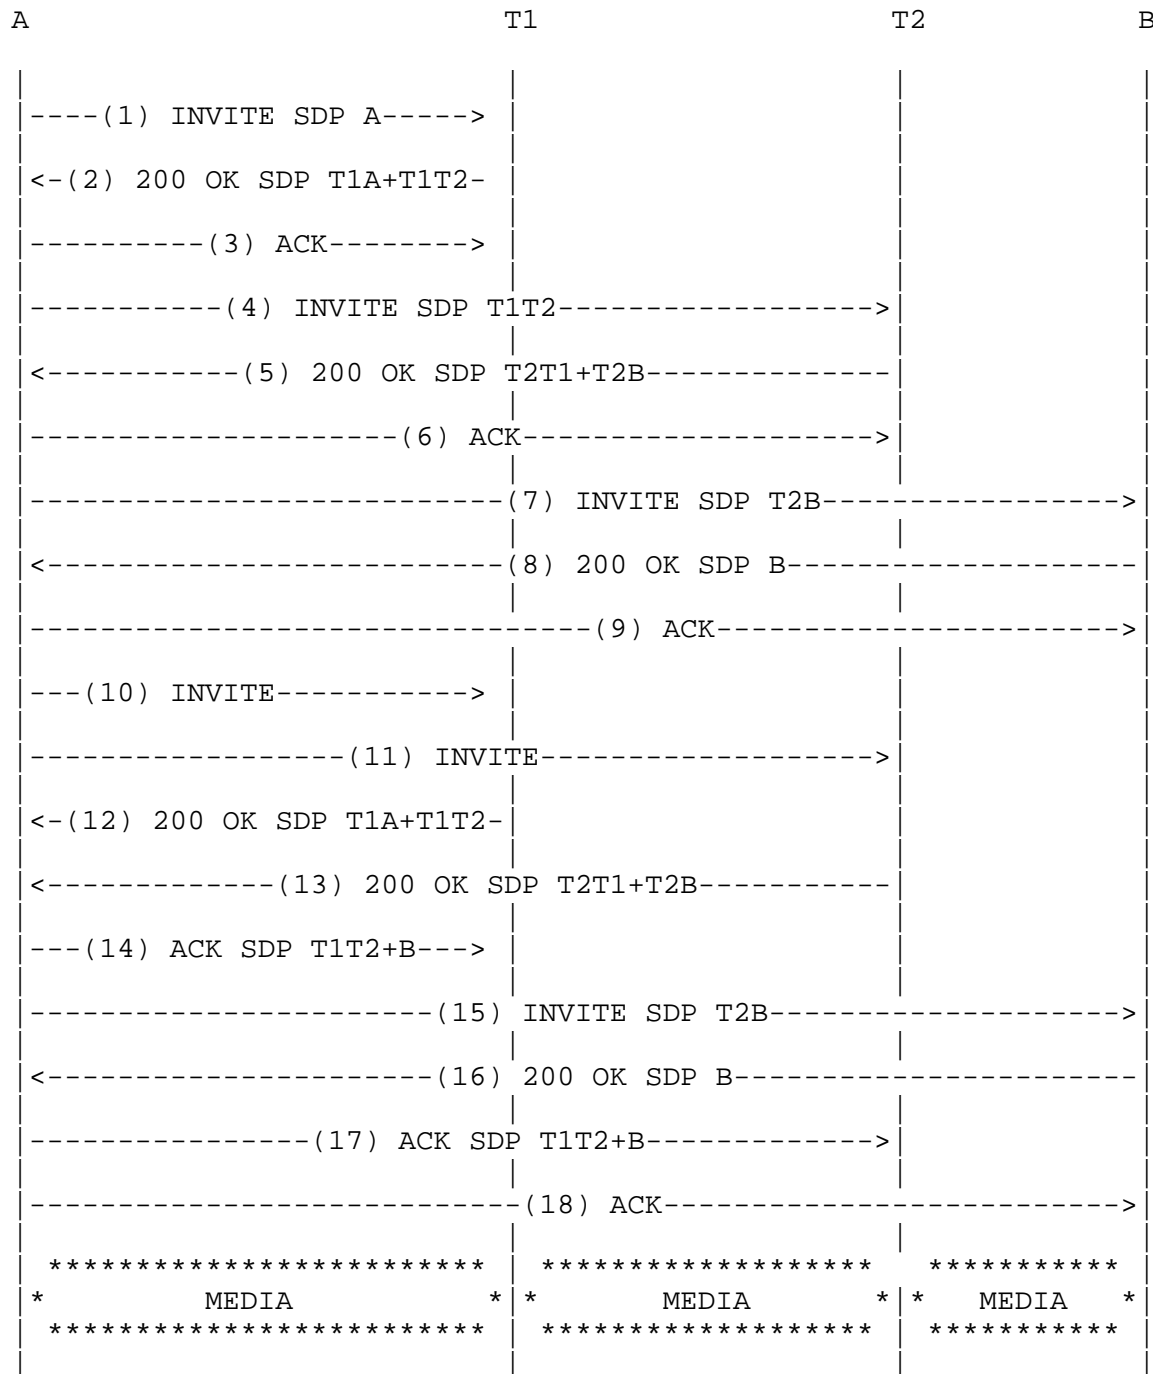 A T1 T2 B
----(1) INVITE SDP A----->
<-(2) 200 OK SDP T1A+T1T2-
----------(3) ACK-------->
-----------(4) INVITE SDP T1T2------------------>
<-----------(5) 200 OK SDP T2T1+T2B--------------
---------------------(6) ACK-------------------->
---------------------------(7) INVITE SDP T2B----------------->
<--------------------------(8) 200 OK SDP B--------------------
--------------------------------(9) ACK----------------------->
---(10) INVITE----------->
------------------(11) INVITE------------------->
<-(12) 200 OK SDP T1A+T1T2-
<-------------(13) 200 OK SDP T2T1+T2B-----------
---(14) ACK SDP T1T2+B--->
-----------------------(15) INVITE SDP T2B-------------------->
<----------------------(16) 200 OK SDP B-----------------------
----------------(17) ACK SDP T1T2+B------------->
----------------------------(18) ACK-------------------------->
************************* ******************* ***********
* MEDIA * * MEDIA * * MEDIA *
************************* ******************* ***********